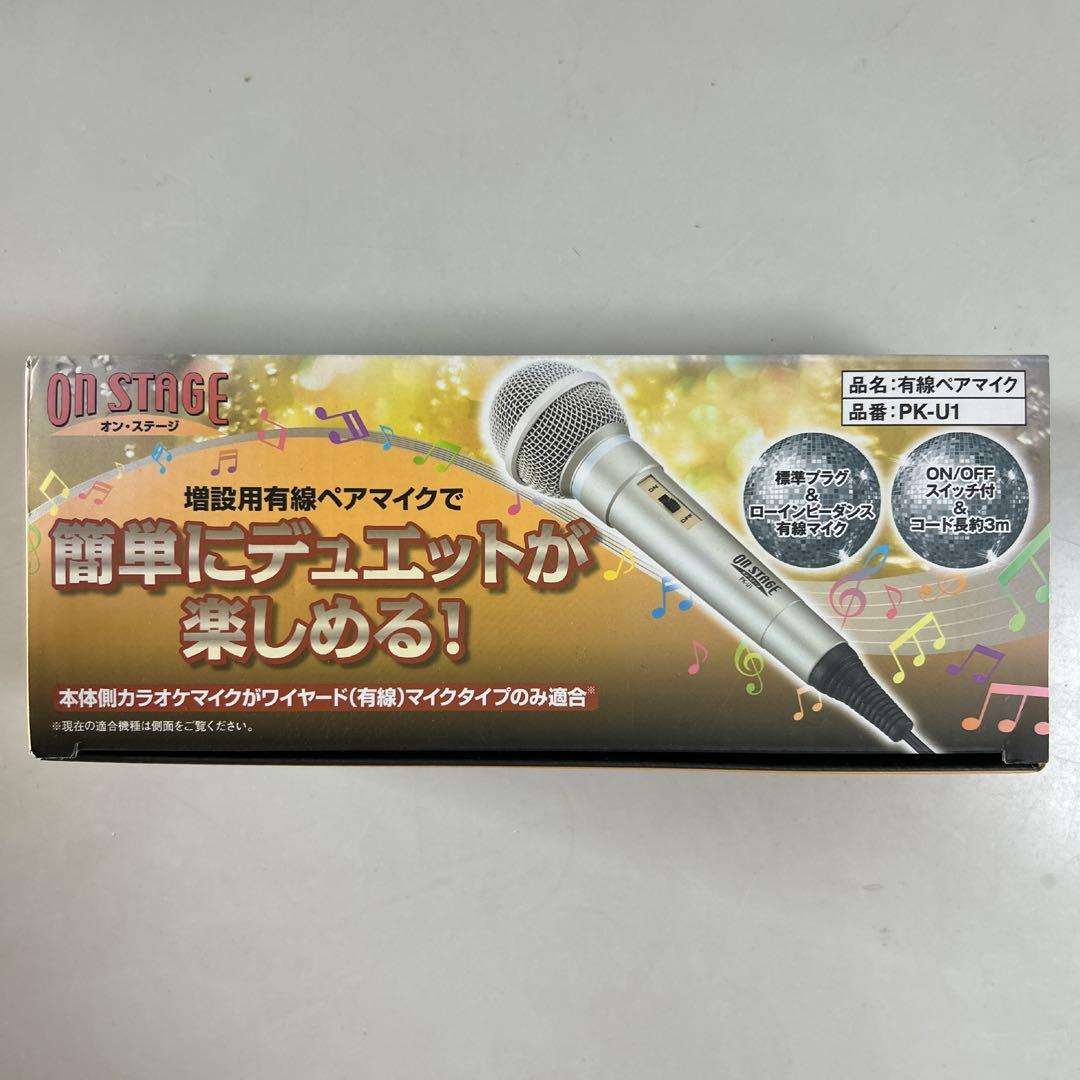 ON STAGE
オン・ステージ
品名:有線ペアマイク
品番:PK-U1
標準プラグ
&
ローインピーダンス
有線マイク
ON/OFF
スイッチ付
&
コード長約3m
増設用有線ペアマイクで
簡単にデュエットが
楽しめる!
本体側カラオケマイクがワイヤード(有線)マイクタイプのみ適合※
※現在の適合機種は側面をご覧ください。
ON STAGE
PK-U1